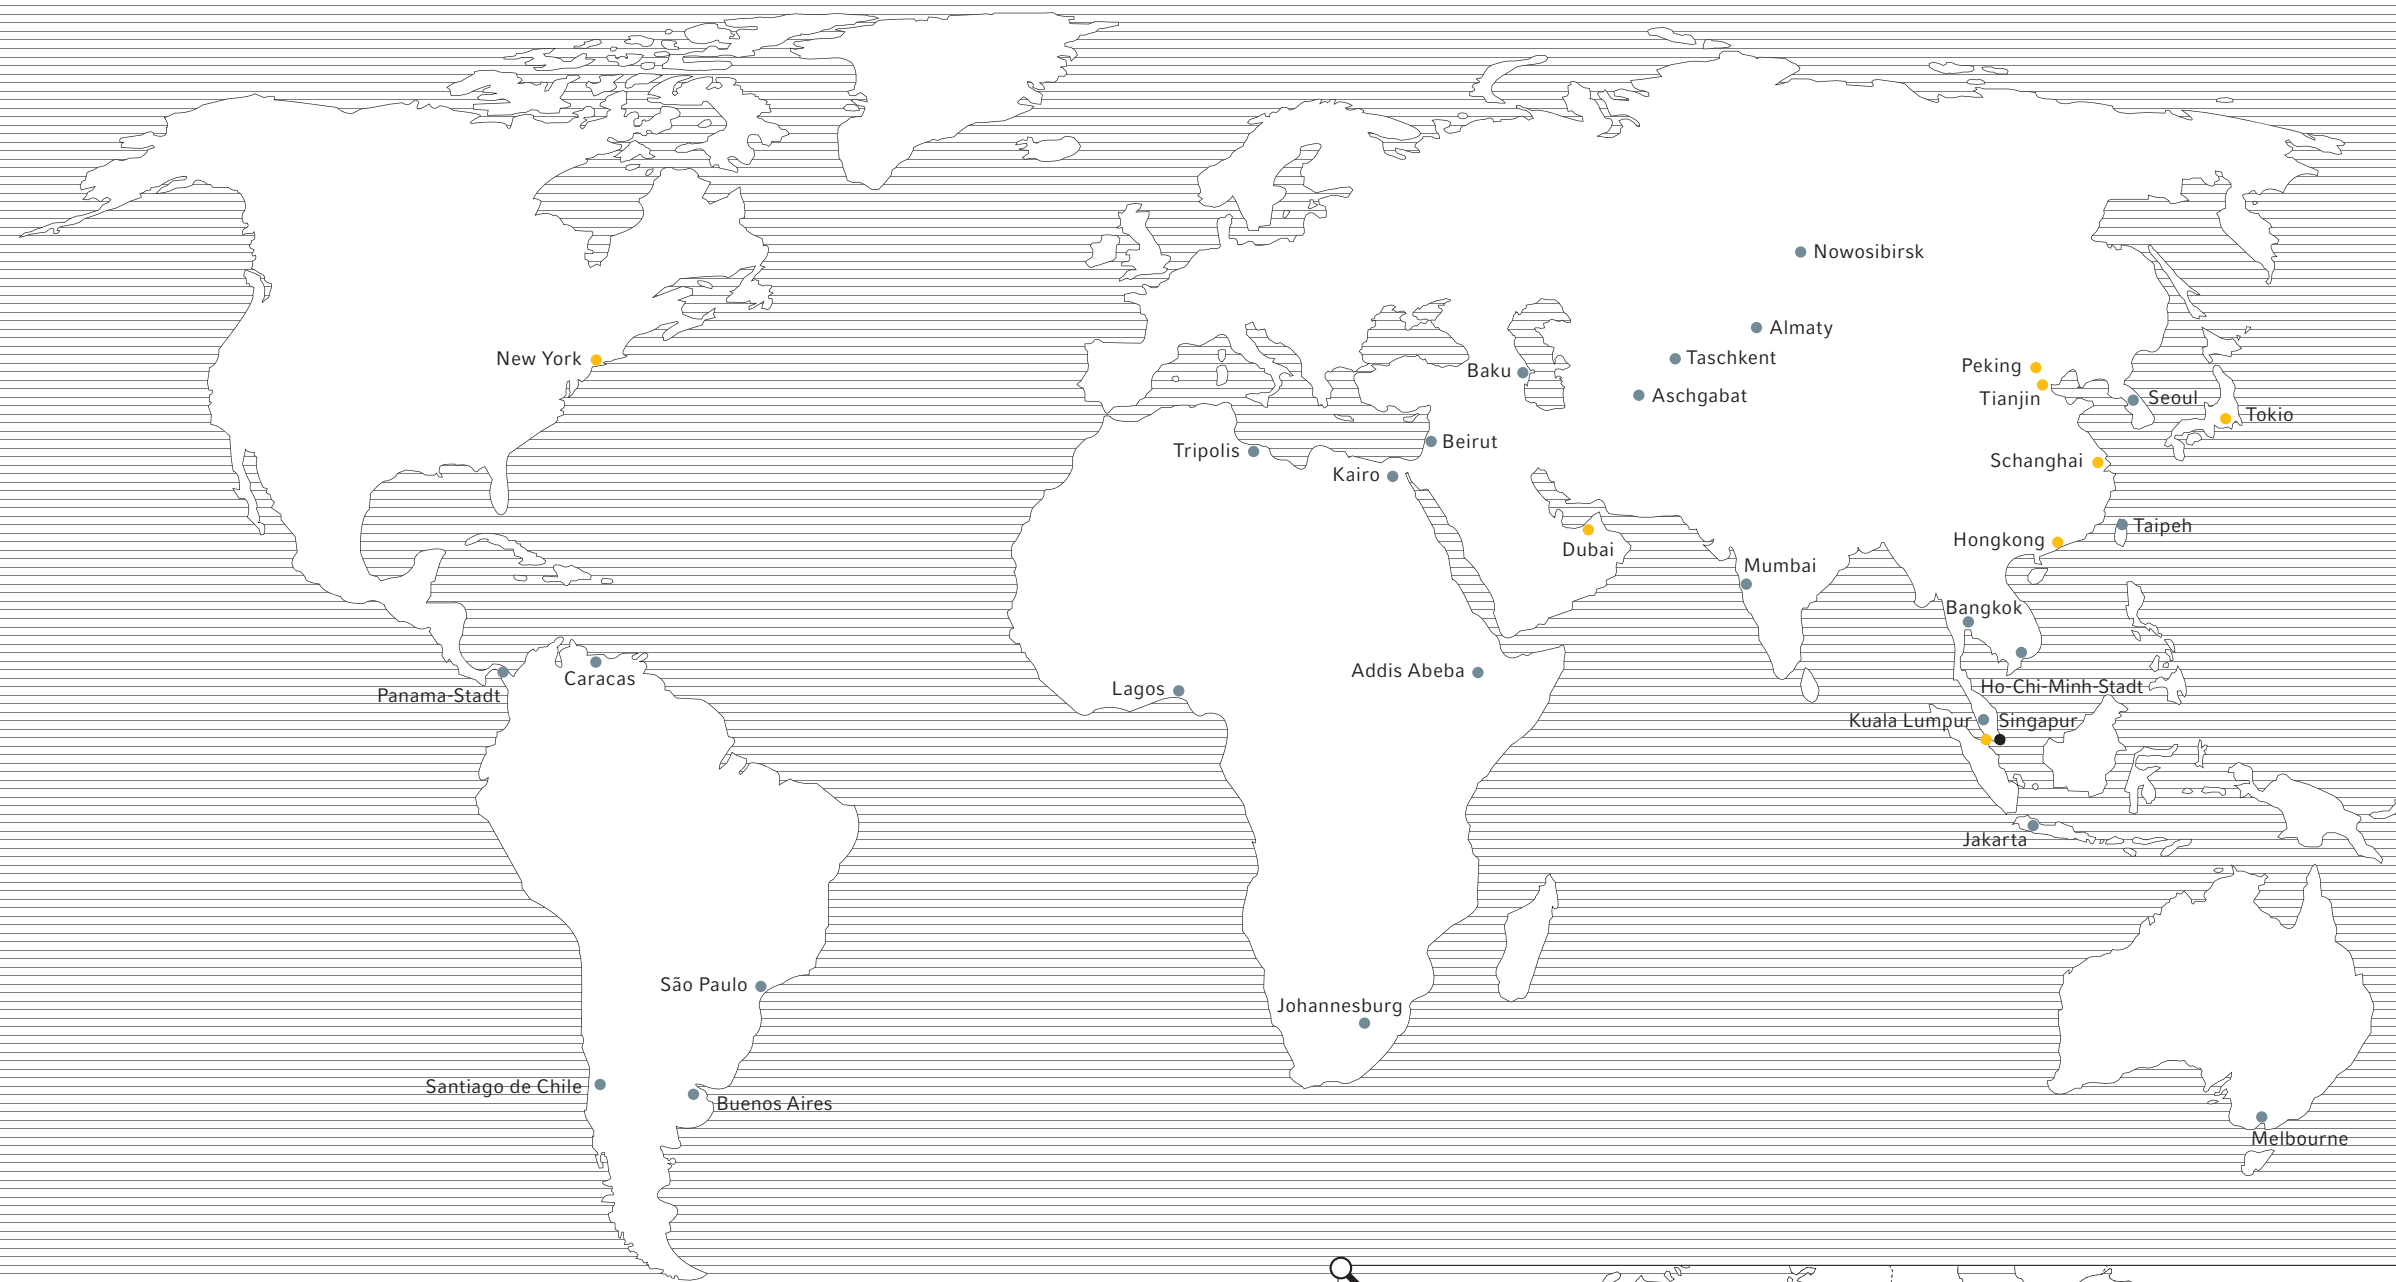 Nowosibirsk
Almaty
New York
Taschkent
Peking
Baku
Aschgabat
Tianjin
Seoul
Tokio
Tripolis
Beirut
Schanghai
Kairo
Taipeh
Hongkong
Dubai
Mumbai
Bangkok
Addis Abeba
Caracas
Lagos
Ho-Chi-Minh-Stadt
Panama-Stadt
Kuala Lumpur
Singapur
Jakarta
São Paulo
Johannesburg
Santiago de Chile
Buenos Aires
Melbourne